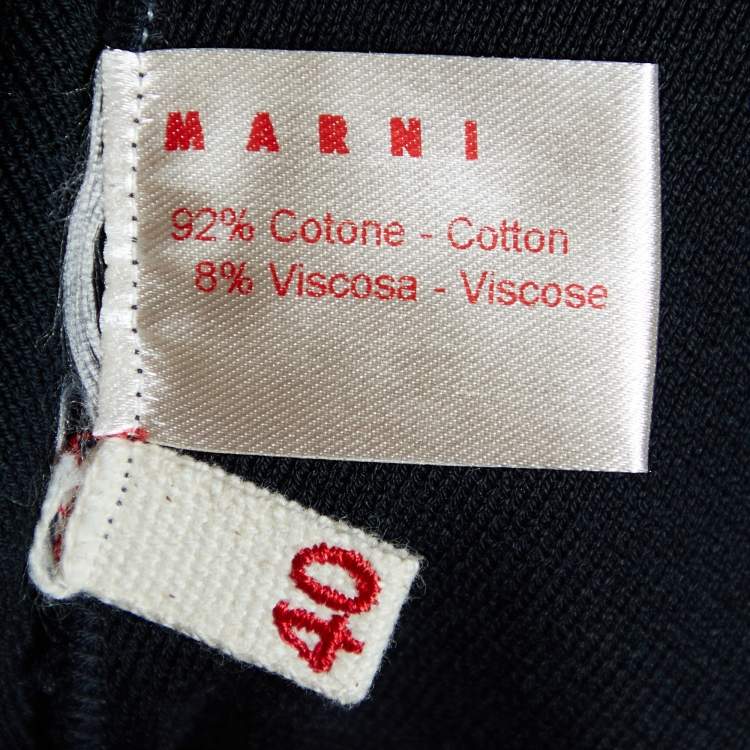 MARNI
92% Cotone - Cotton
8% Viscosa - Viscose
40